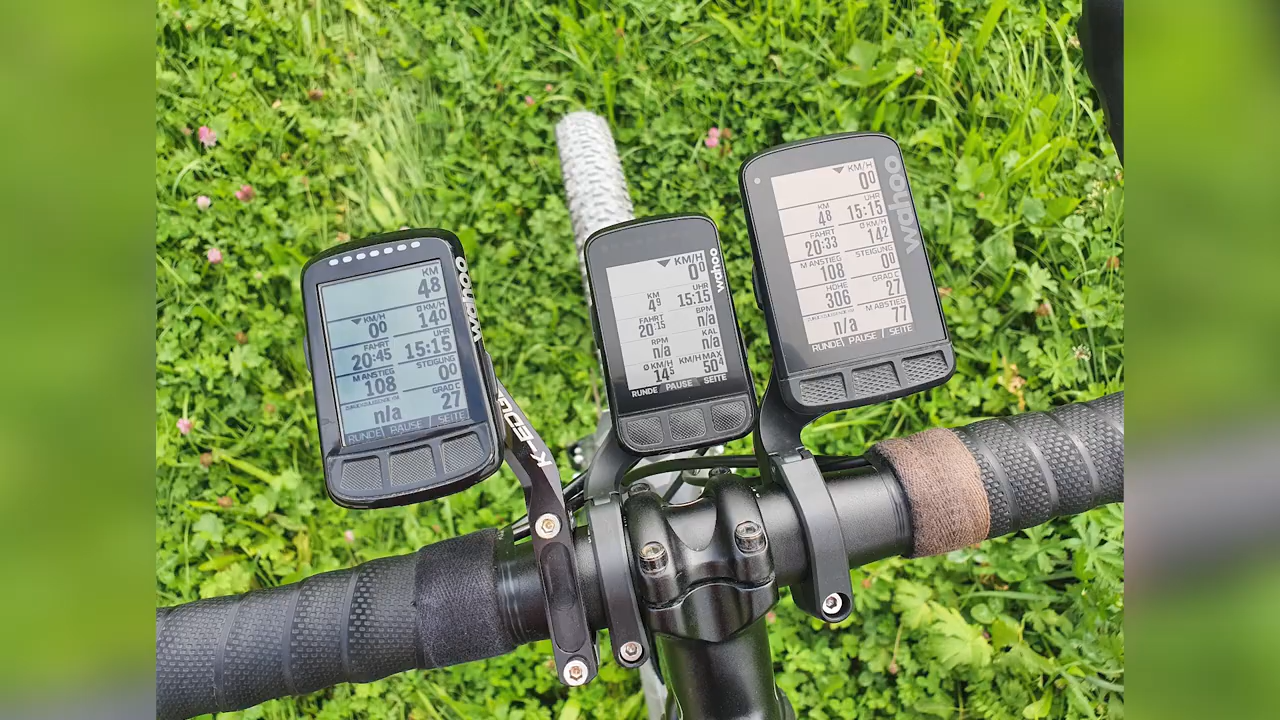 wahoo
KM
4⁸
KM/H
0⁰
Ø KM/H
14⁰
FAHRT
20:45
UHR
15:15
M ANSTIEG
108
STEIGUNG
0⁰
n/a
GRAD C
27
RUNDE PAUSE SEITE
K-EDGE
wahoo
KM/H
0⁰
KM
4⁹
UHR
15:15
FAHRT
20:15
BPM
n/a
RPM
n/a
KAL
n/a
Ø KM/H
14⁵
KM/H MAX
50⁴
RUNDE PAUSE SEITE
wahoo
KM/H
0⁰
KM
4⁸
UHR
15:15
FAHRT
20:33
Ø KM/H
14²
M ANSTIEG
108
STEIGUNG
0⁰
HÖHE
306
GRAD C
27
n/a
M ABSTIEG
77
RUNDE PAUSE SEITE